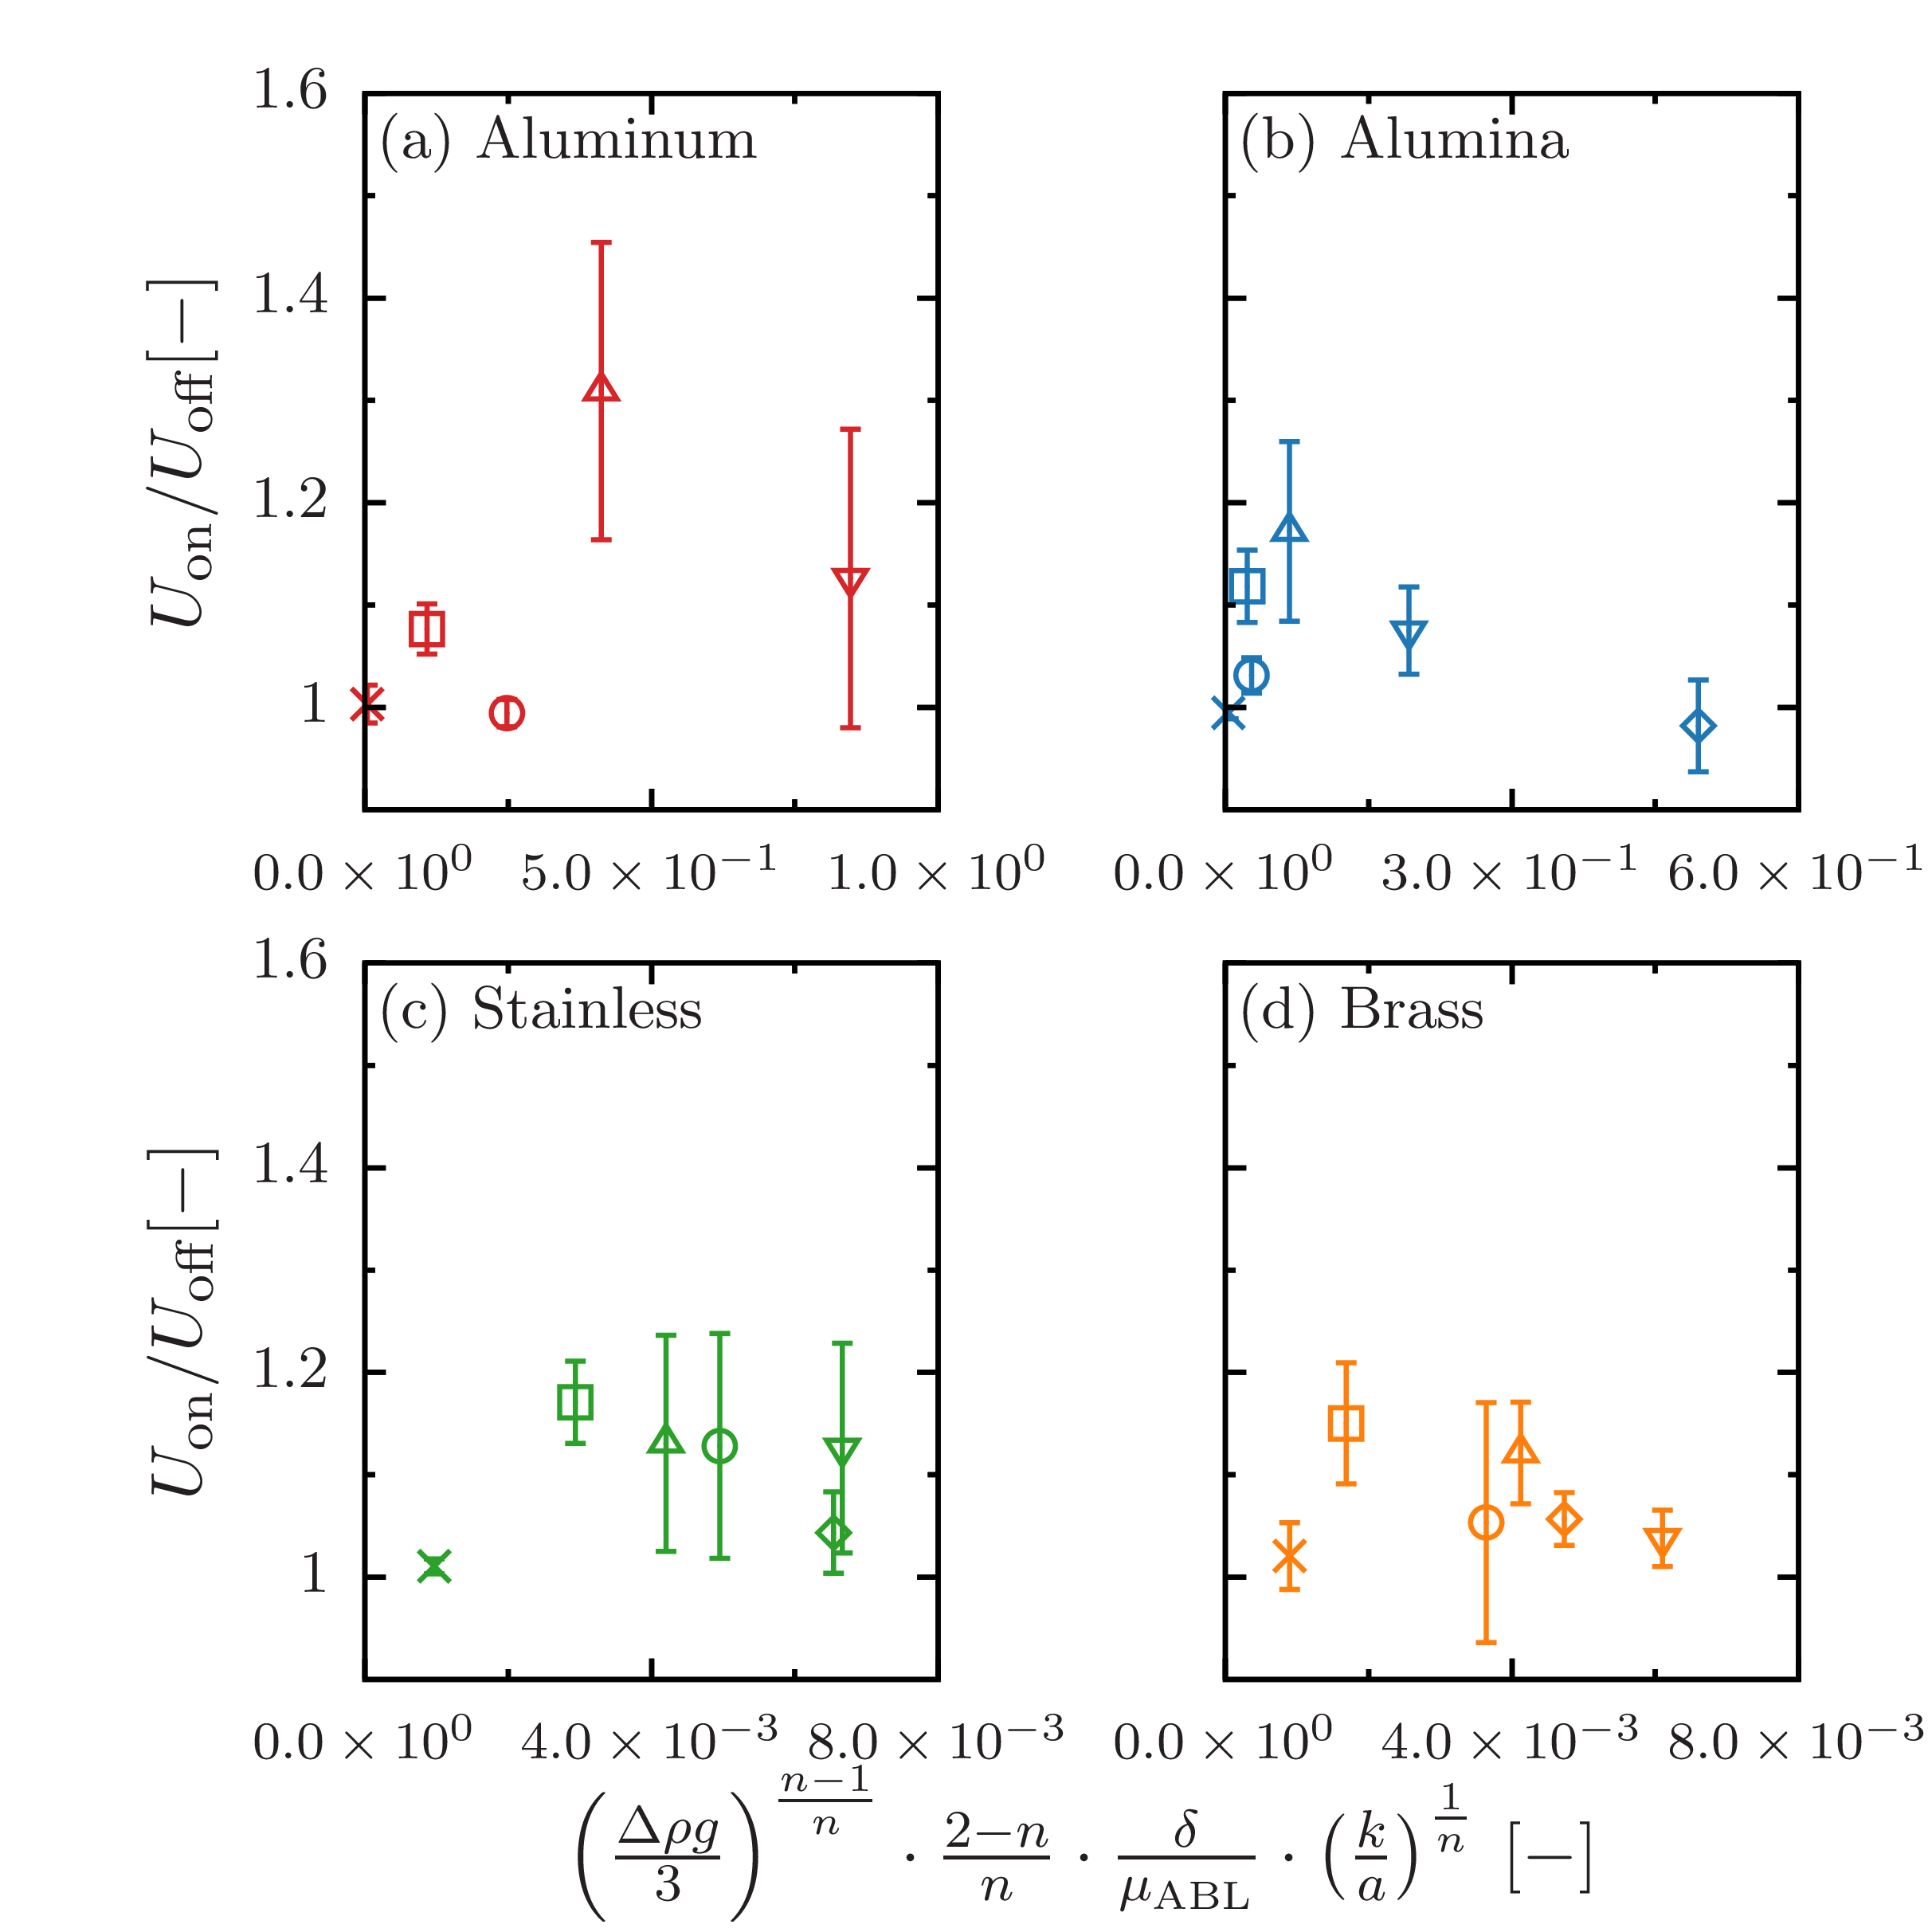 1.6
(a) Aluminum
(b) Alumina
1.4
1.2
1
U_on/U_off[−]
0.0 × 10^0 5.0 × 10^−1 1.0 × 10^0
0.0 × 10^0 3.0 × 10^−1 6.0 × 10^−1
1.6
(c) Stainless
(d) Brass
1.4
1.2
1
U_on/U_off[−]
0.0 × 10^0 4.0 × 10^−3 8.0 × 10^−3
0.0 × 10^0 4.0 × 10^−3 8.0 × 10^−3
(Δρg/3)^((n−1)/n) · (2−n)/n · δ/μ_ABL · (k/a)^(1/n) [−]